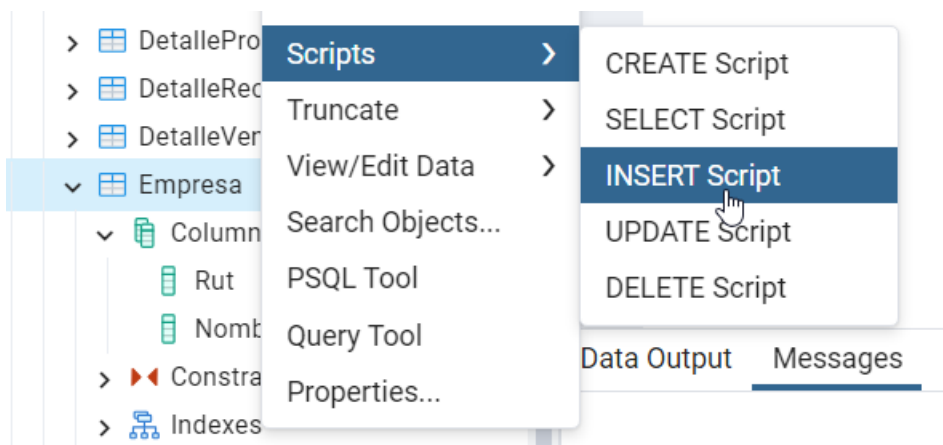 DetallePro
DetalleRec
DetalleVer
Empresa
Column
Rut
Nomb
Constra
Indexes
Scripts
Truncate
View/Edit Data
Search Objects...
PSQL Tool
Query Tool
Properties...
CREATE Script
SELECT Script
INSERT Script
UPDATE Script
DELETE Script
Data Output Messages